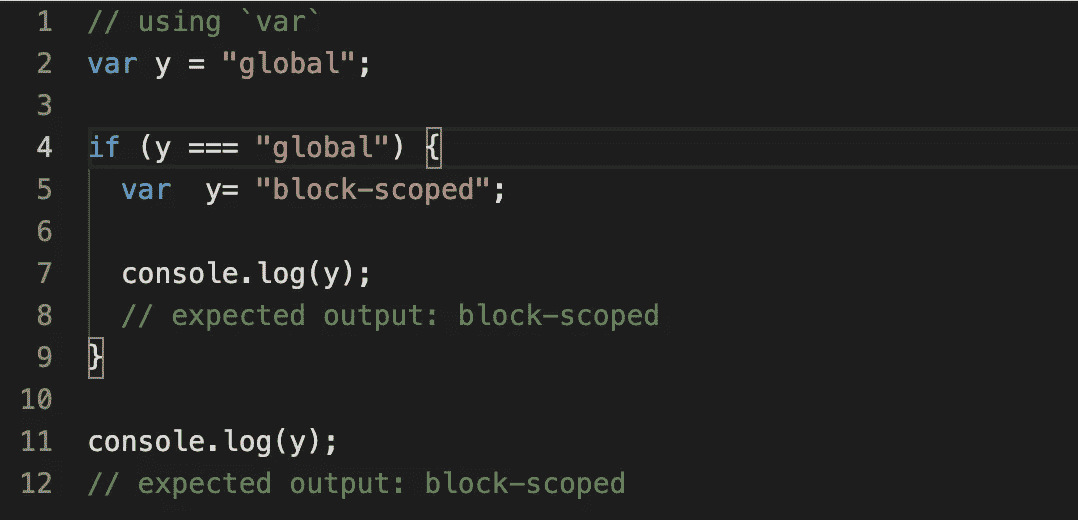 1 // using `var`
2 var y = "global";
3
4 if (y === "global") {
5   var  y= "block-scoped";
6
7   console.log(y);
8   // expected output: block-scoped
9 }
10
11 console.log(y);
12 // expected output: block-scoped